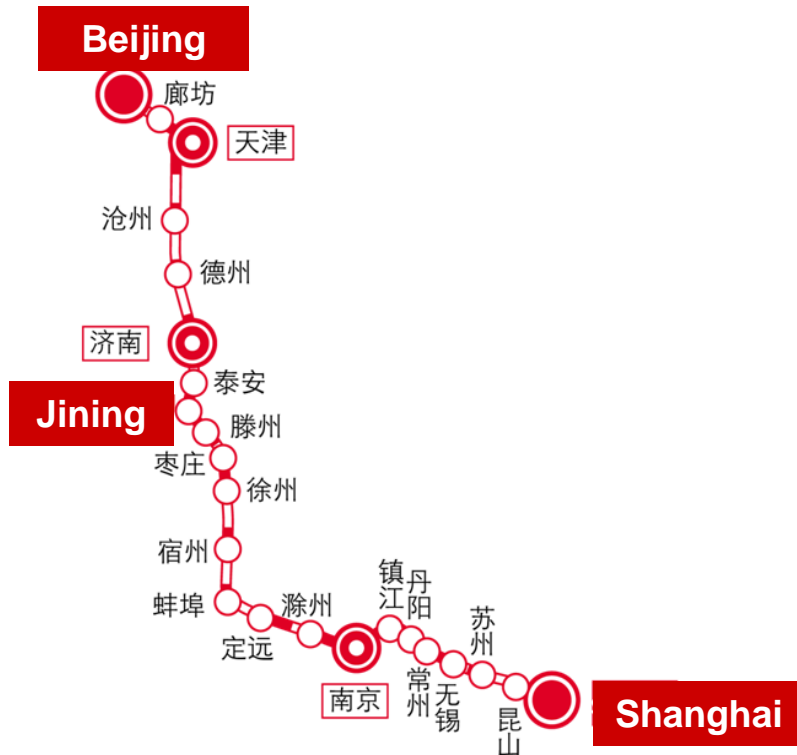 Beijing
廊坊
天津
沧州
德州
济南
泰安
Jining
滕州
枣庄
徐州
宿州
蚌埠
定远
滁州
南京
镇江
丹阳
常州
无锡
苏州
昆山
Shanghai